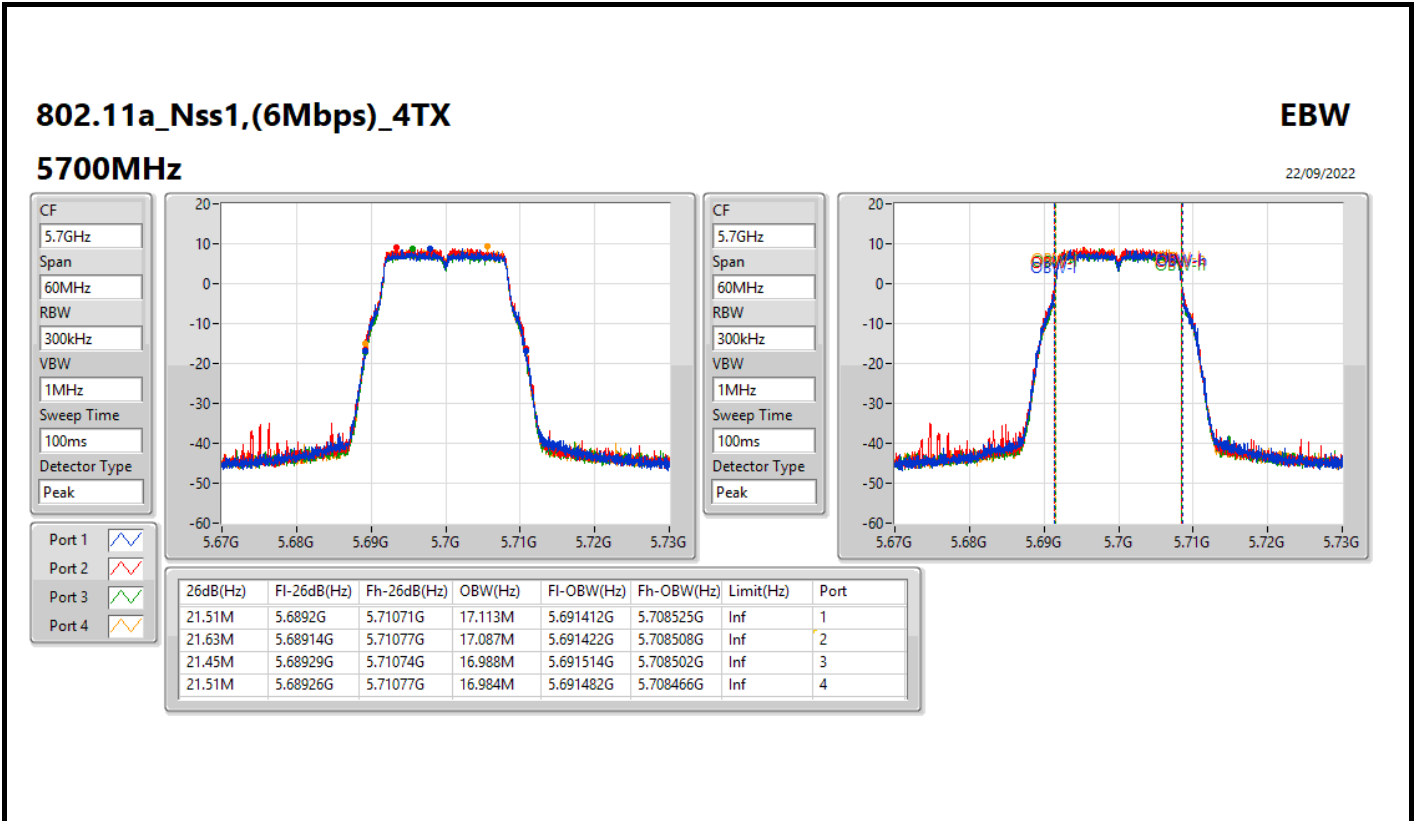 802.11a_Nss1,(6Mbps)_4TX
EBW
5700MHz
22/09/2022
CF
5.7GHz
Span
60MHz
RBW
300kHz
VBW
1MHz
Sweep Time
100ms
Detector Type
Peak
20
10
0
-10
-20
-30
-40
-50
-60
5.67G 5.68G 5.69G 5.7G 5.71G 5.72G 5.73G
CF
5.7GHz
Span
60MHz
RBW
300kHz
VBW
1MHz
Sweep Time
100ms
Detector Type
Peak
20
10
0
-10
-20
-30
-40
-50
-60
OBW-l OBW-h
5.67G 5.68G 5.69G 5.7G 5.71G 5.72G 5.73G
Port 1
Port 2
Port 3
Port 4
26dB(Hz) Fl-26dB(Hz) Fh-26dB(Hz) OBW(Hz) Fl-OBW(Hz) Fh-OBW(Hz) Limit(Hz) Port
21.51M 5.6892G 5.71071G 17.113M 5.691412G 5.708525G Inf 1
21.63M 5.68914G 5.71077G 17.087M 5.691422G 5.708508G Inf 2
21.45M 5.68929G 5.71074G 16.988M 5.691514G 5.708502G Inf 3
21.51M 5.68926G 5.71077G 16.984M 5.691482G 5.708466G Inf 4